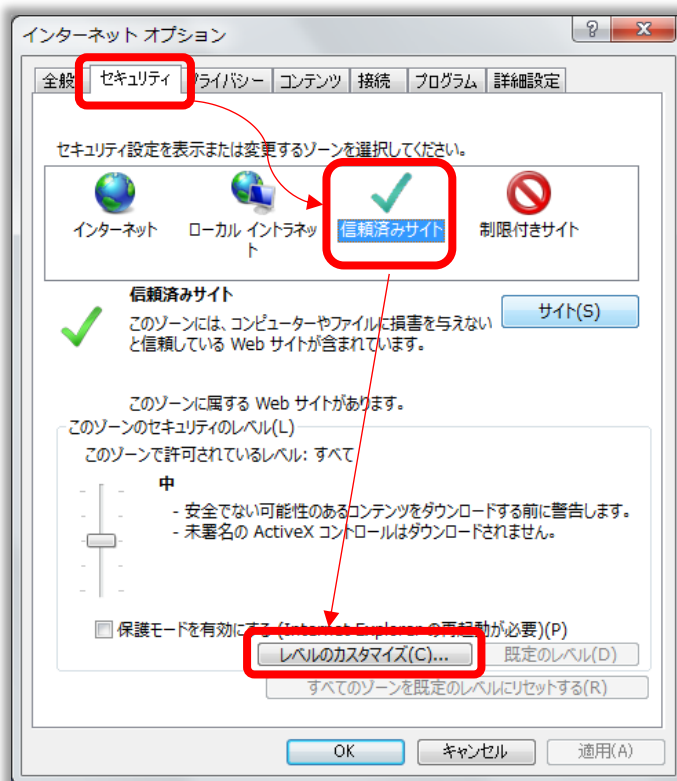 インターネット オプション
全般 セキュリティ プライバシー コンテンツ 接続 プログラム 詳細設定
セキュリティ設定を表示または変更するゾーンを選択してください。
インターネット
ローカル イントラネッ
ト
信頼済みサイト
制限付きサイト
信頼済みサイト
このゾーンには、コンピューターやファイルに損害を与えない
と信頼している Web サイトが含まれています。
サイト(S)
このゾーンに属する Web サイトがあります。
このゾーンのセキュリティのレベル(L)
このゾーンで許可されているレベル: すべて
中
- 安全でない可能性のあるコンテンツをダウンロードする前に警告します。
- 未署名の ActiveX コントロールはダウンロードされません。
保護モードを有効にする (Internet Explorer の再起動が必要)(P)
レベルのカスタマイズ(C)... 既定のレベル(D)
すべてのゾーンを既定のレベルにリセットする(R)
OK キャンセル 適用(A)